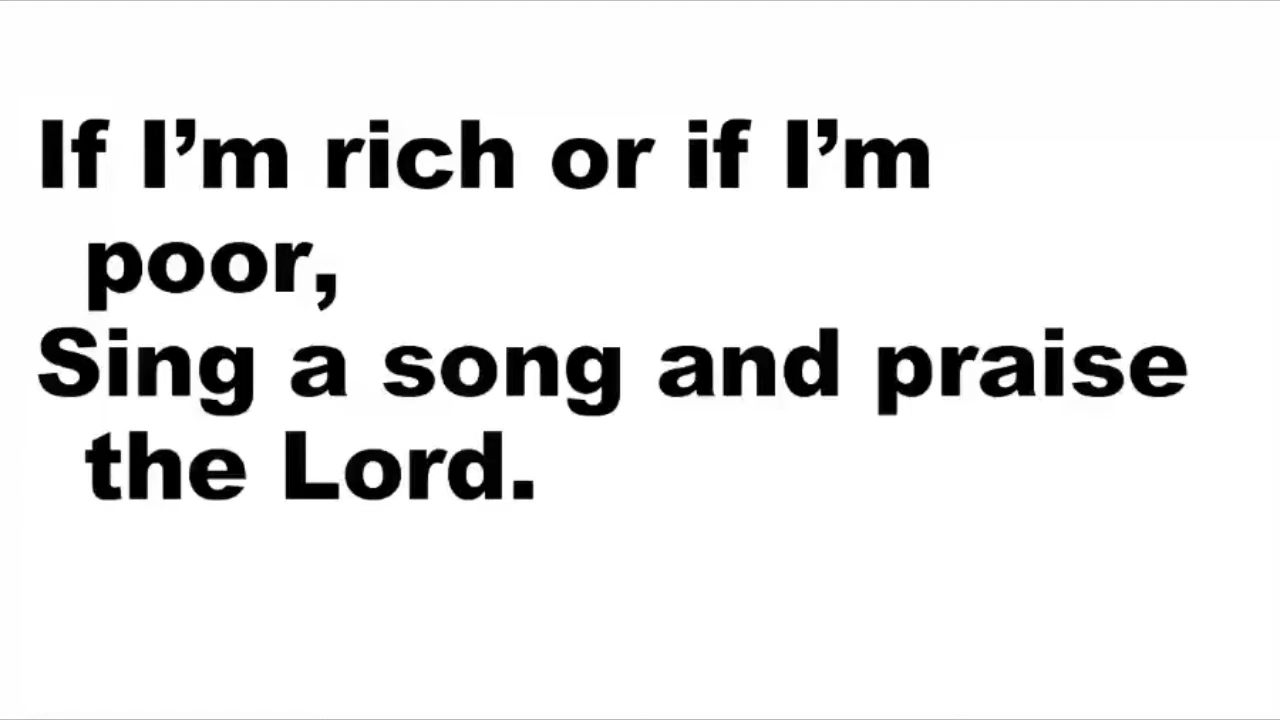 If I’m rich or if I’m
poor,
Sing a song and praise
the Lord.